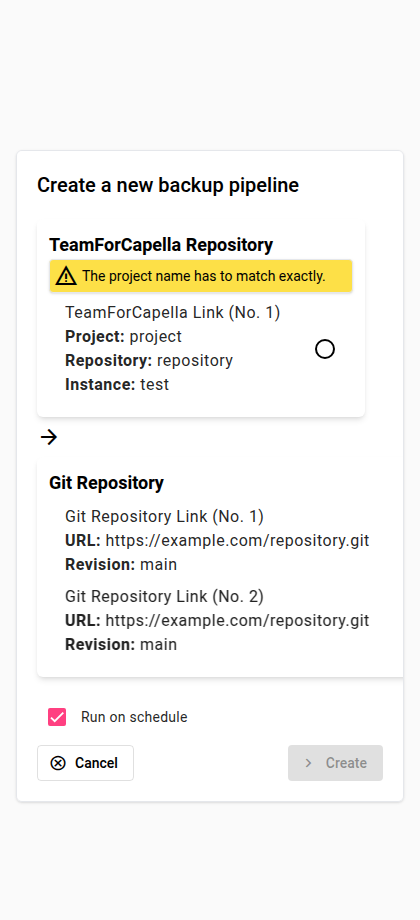 Create a new backup pipeline
TeamForCapella Repository
The project name has to match exactly.
TeamForCapella Link (No. 1)
Project: project
Repository: repository
Instance: test
Git Repository
Git Repository Link (No. 1)
URL: https://example.com/repository.git
Revision: main
Git Repository Link (No. 2)
URL: https://example.com/repository.git
Revision: main
Run on schedule
Cancel
Create